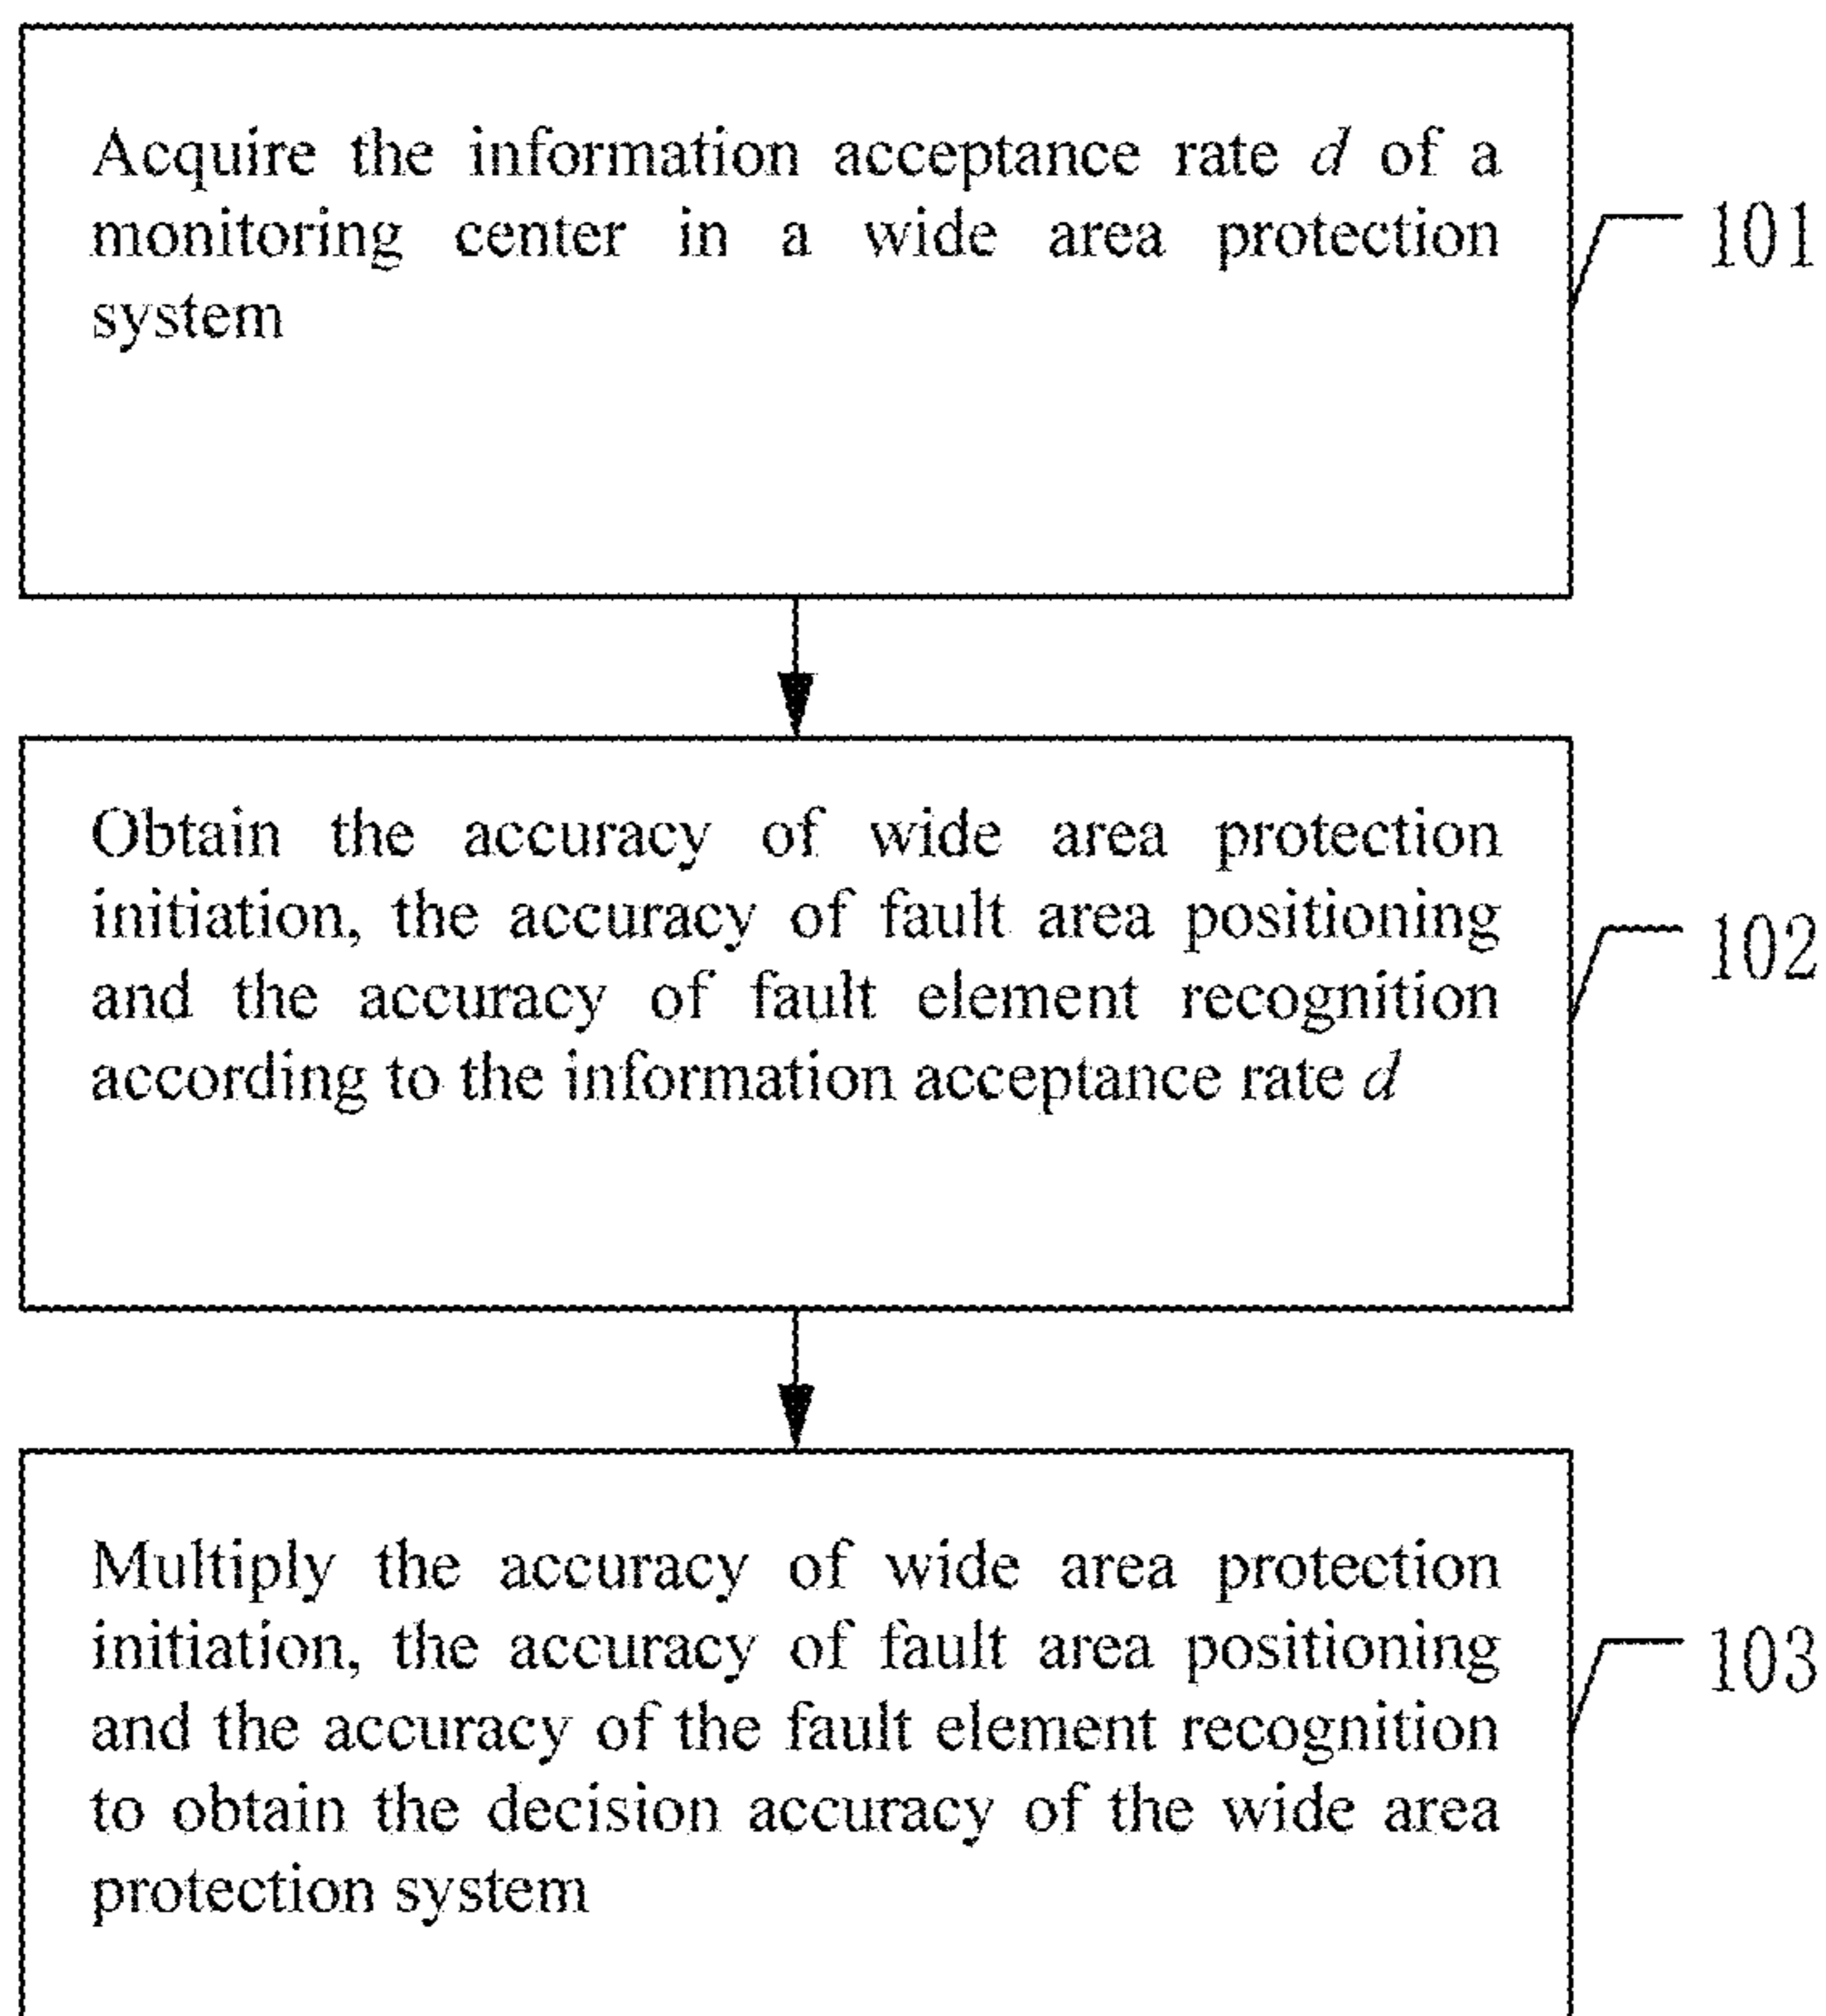 Acquire the information acceptance rate d of a
monitoring center in a wide area protection
system
101
Obtain the accuracy of wide area protection
initiation, the accuracy of fault area positioning
and the accuracy of fault element recognition
according to the information acceptance rate d
102
Multiply the accuracy of wide area protection
initiation, the accuracy of fault area positioning
and the accuracy of the fault element recognition
to obtain the decision accuracy of the wide area
protection system
103